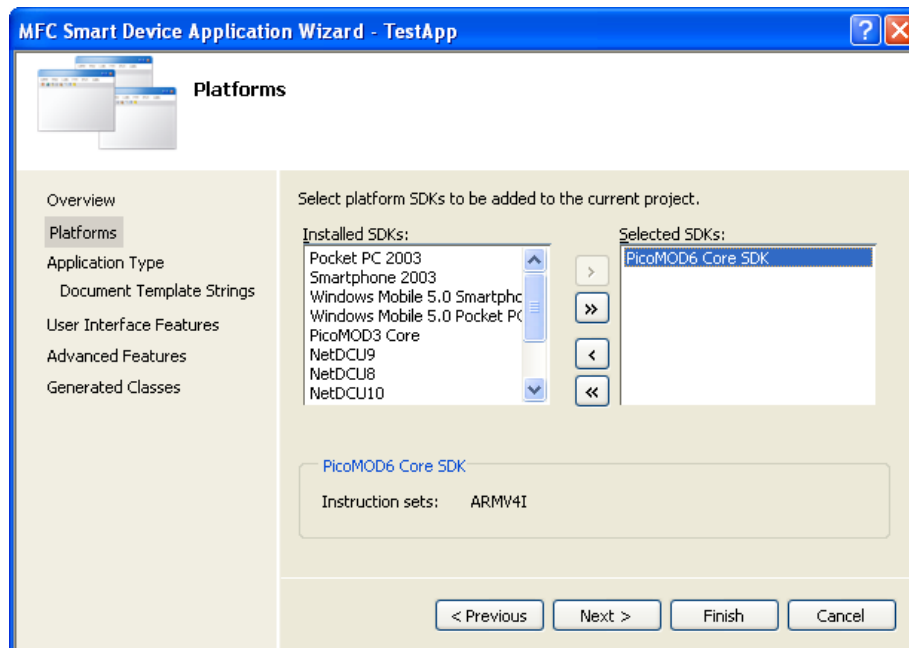 MFC Smart Device Application Wizard - TestApp
Platforms
Overview
Platforms
Application Type
Document Template Strings
User Interface Features
Advanced Features
Generated Classes
Select platform SDKs to be added to the current project.
Installed SDKs:
Pocket PC 2003
Smartphone 2003
Windows Mobile 5.0 Smartphc
Windows Mobile 5.0 Pocket PC
PicoMOD3 Core
NetDCU9
NetDCU8
NetDCU10
>
>>
<
<<
Selected SDKs:
PicoMOD6 Core SDK
PicoMOD6 Core SDK
Instruction sets: ARMV4I
< Previous
Next >
Finish
Cancel